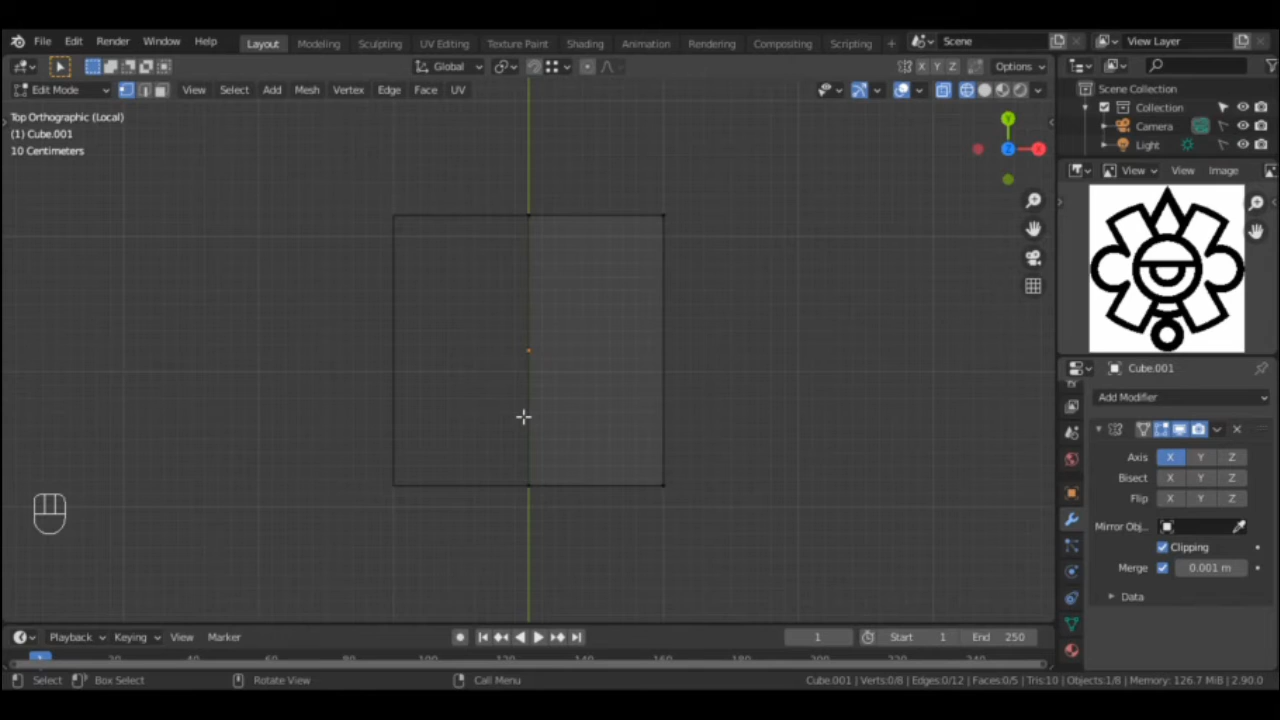 File Edit Render Window Help Layout Modeling Sculpting UV Editing Texture Paint Shading Animation Rendering Compositing Scripting + Scene View Layer
Global X Y Z Options
Edit Mode View Select Add Mesh Vertex Edge Face UV
Scene Collection
Collection
Camera
Light
Top Orthographic (Local)
(1) Cube.001
10 Centimeters
Y
Z
X
View View Image
Cube.001
Add Modifier
Axis X Y Z
Bisect X Y Z
Flip X Y Z
Mirror Obj..
Clipping
Merge 0.001 m
Data
Playback Keying View Marker 1 Start 1 End 250
1
Select Box Select Rotate View Call Menu Cube.001 | Verts:0/8 | Edges:0/12 | Faces:0/5 | Tris:10 | Objects:1/8 | Memory: 126.7 MiB | 2.90.0